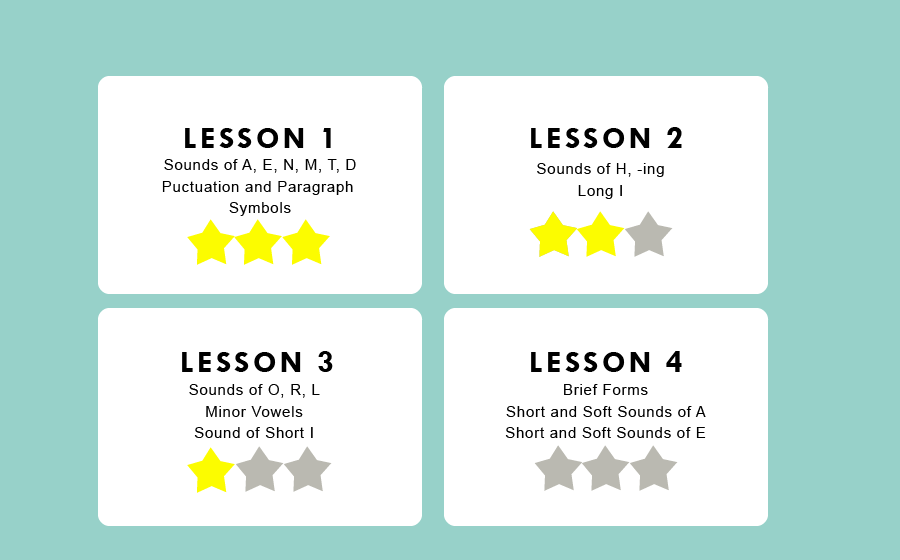 LESSON 1
Sounds of A, E, N, M, T, D
Puctuation and Paragraph
Symbols
LESSON 2
Sounds of H, -ing
Long I
LESSON 3
Sounds of O, R, L
Minor Vowels
Sound of Short I
LESSON 4
Brief Forms
Short and Soft Sounds of A
Short and Soft Sounds of E